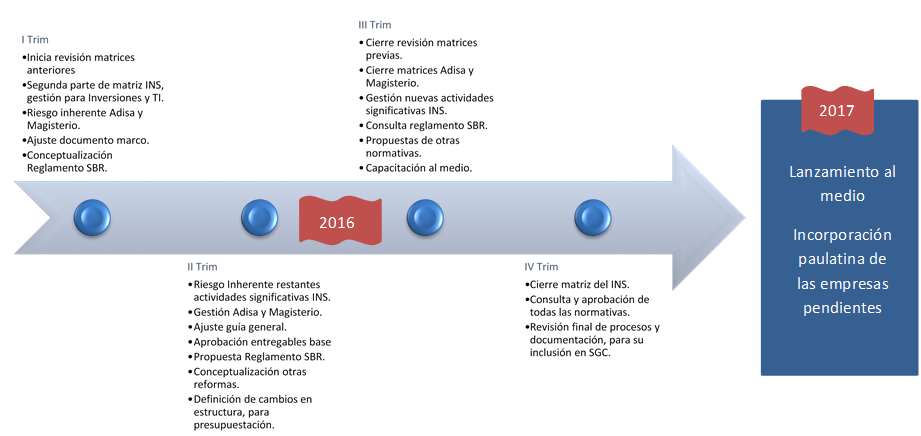 I Trim
•Inicia revisión matrices
anteriores
•Segunda parte de matriz INS,
gestión para Inversiones y TI.
•Riesgo inherente Adisa y
Magisterio.
•Ajuste documento marco.
•Conceptualización
Reglamento SBR.
II Trim
•Riesgo Inherente restantes
actividades significativas INS.
•Gestión Adisa y Magisterio.
•Ajuste guía general.
•Aprobación entregables base
•Propuesta Reglamento SBR.
•Conceptualización otras
reformas.
•Definición de cambios en
estructura, para
presupuestación.
2016
III Trim
•Cierre revisión matrices
previas.
•Cierre matrices Adisa y
Magisterio.
•Gestión nuevas actividades
significativas INS.
•Consulta reglamento SBR.
•Propuestas de otras
normativas.
•Capacitación al medio.
IV Trim
•Cierre matriz del INS.
•Consulta y aprobación de
todas las normativas.
•Revisión final de procesos y
documentación, para su
inclusión en SGC.
2017
Lanzamiento al
medio
Incorporación
paulatina de
las empresas
pendientes